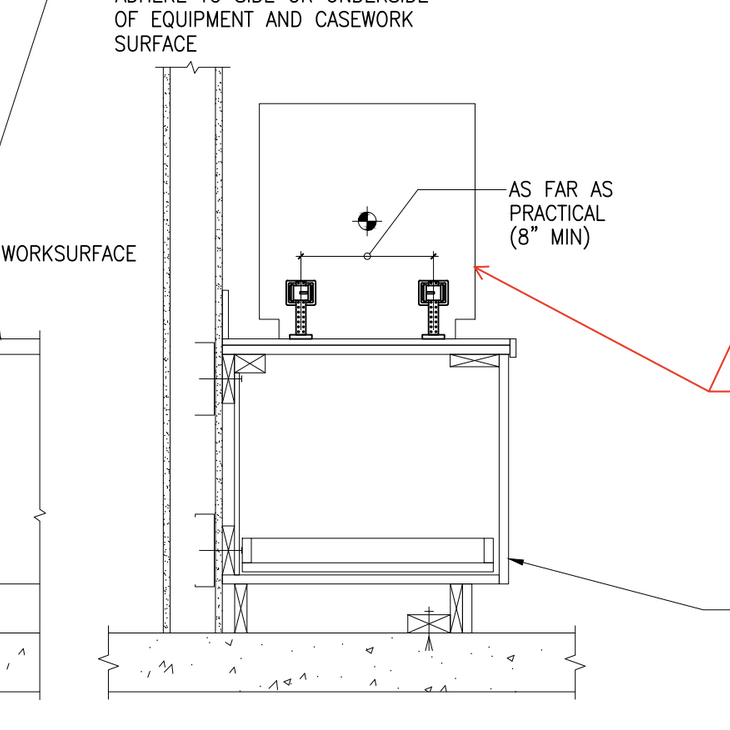 ADHERE TO SIDE OR UNDERSIDE
OF EQUIPMENT AND CASEWORK
SURFACE
AS FAR AS
PRACTICAL
(8” MIN)
WORKSURFACE